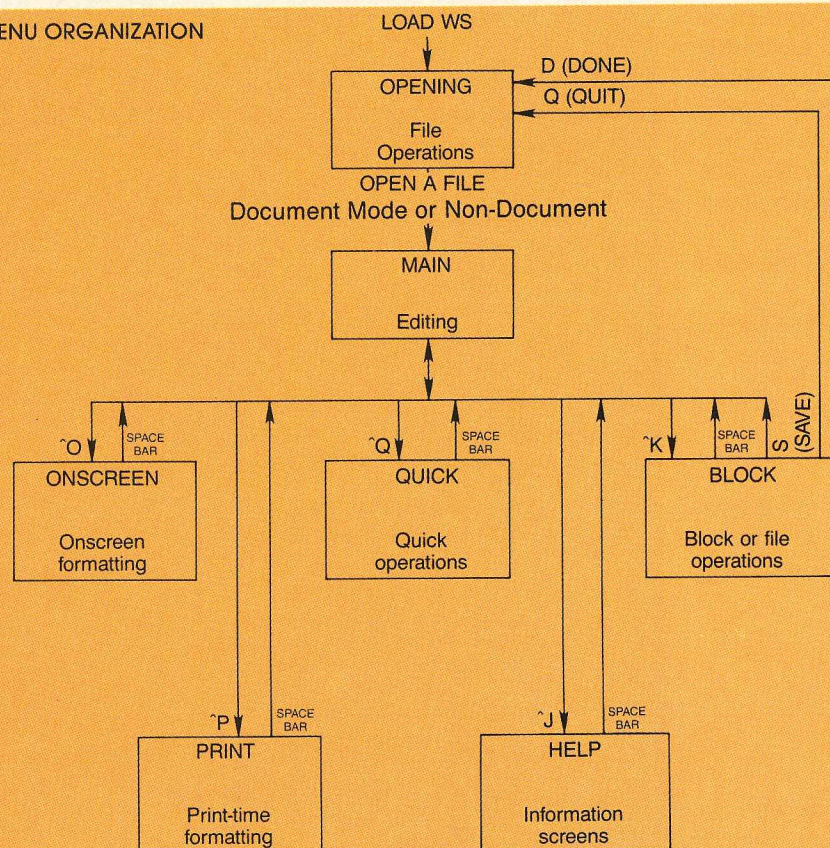 ENU ORGANIZATION
LOAD WS
D (DONE)
OPENING
Q (QUIT)
File
Operations
OPEN A FILE
Document Mode or Non-Document
MAIN
Editing
^O
SPACE
BAR
^Q
SPACE
BAR
^K
SPACE
BAR
S
(SAVE)
ONSCREEN
Onscreen
formatting
QUICK
Quick
operations
BLOCK
Block or file
operations
^P
SPACE
BAR
^J
SPACE
BAR
PRINT
Print-time
formatting
HELP
Information
screens